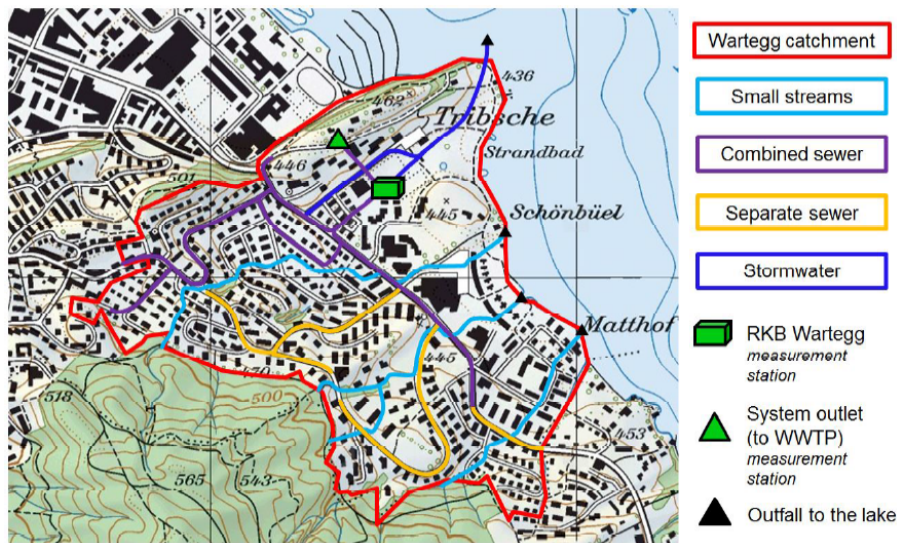 436
462
Tribsche
Strandbad
446
501
445
Schönbüel
Matthof
445
470
500
518
453
565
543
Wartegg catchment
Small streams
Combined sewer
Separate sewer
Stormwater
RKB Wartegg
measurement
station
System outlet
(to WWTP)
measurement
station
Outfall to the lake